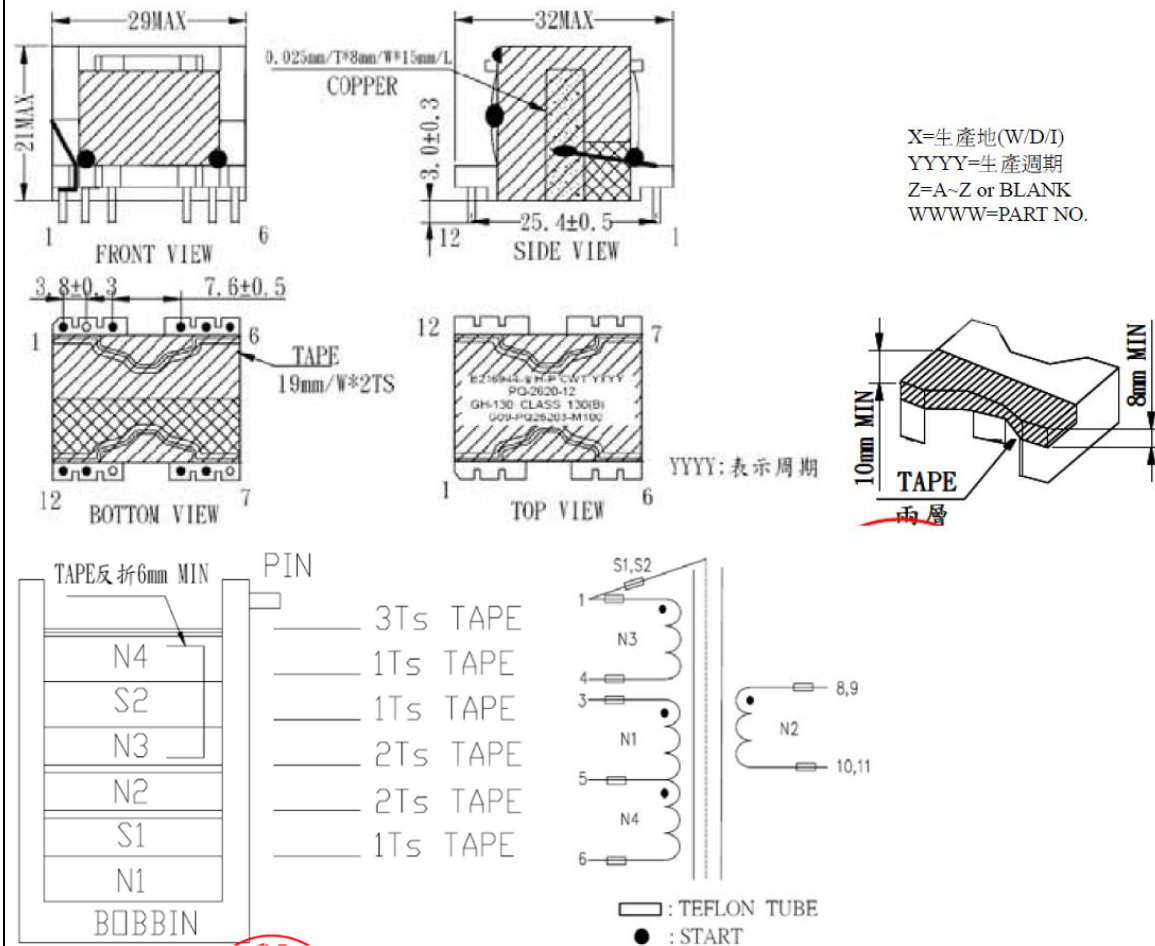 29MAX
21MAX
1
6
FRONT VIEW
32MAX
0.025mm/T*8mm/W*15mm/L
COPPER
3.0±0.3
25.4±0.5
12
1
SIDE VIEW
X=生產地(W/D/I)
YYYY=生產週期
Z=A~Z or BLANK
WWWW=PART NO.
3.8±0.3
7.6±0.5
1
6
TAPE
19mm/W*2TS
12
7
BOTTOM VIEW
12
7
PQ-2620-12
GH-130 CLASS 130(B)
1
6
TOP VIEW
YYYY:表示周期
10mm MIN
8mm MIN
TAPE
兩層
TAPE反折6mm MIN
PIN
N4
S2
N3
N2
S1
N1
BOBBIN
3Ts TAPE
1Ts TAPE
1Ts TAPE
2Ts TAPE
2Ts TAPE
1Ts TAPE
S1,S2
1
N3
4
3
N1
5
N4
6
8,9
N2
10,11
: TEFLON TUBE
: START